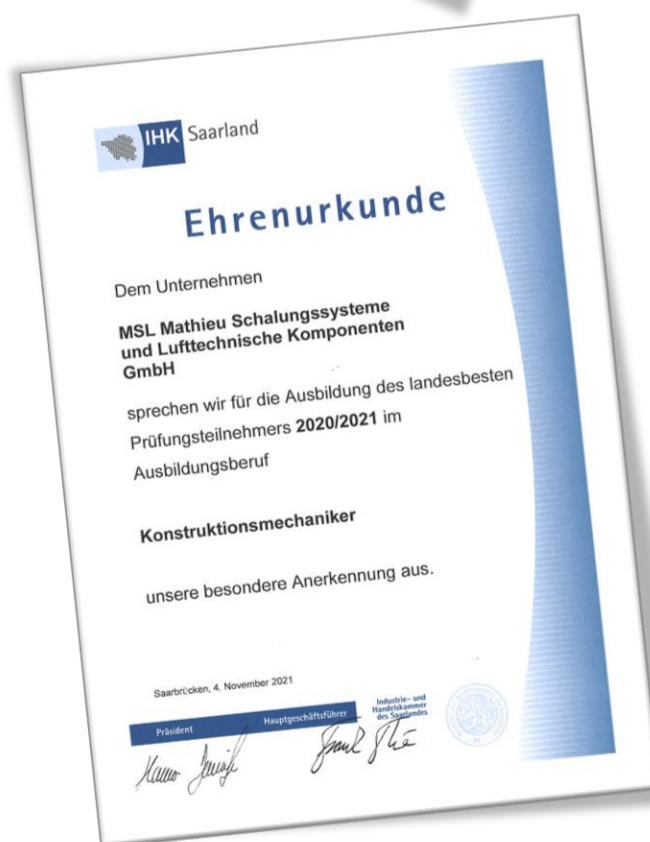 IHK Saarland
Ehrenurkunde
Dem Unternehmen
MSL Mathieu Schalungssysteme
und Lufttechnische Komponenten
GmbH
sprechen wir für die Ausbildung des landesbesten
Prüfungsteilnehmers 2020/2021 im
Ausbildungsberuf
Konstruktionsmechaniker
unsere besondere Anerkennung aus.
Saarbrücken, 4. November 2021
Präsident Hauptgeschäftsführer
Industrie- und
Handelskammer
des Saarlandes